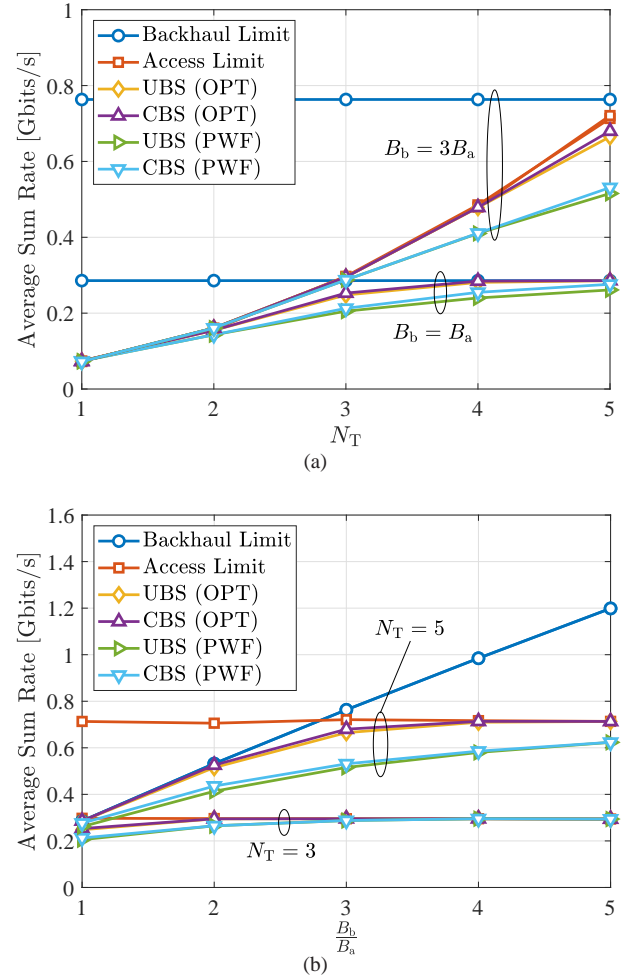 1
0.8
0.6
0.4
0.2
0
Average Sum Rate [Gbits/s]
Backhaul Limit
Access Limit
UBS (OPT)
CBS (OPT)
UBS (PWF)
CBS (PWF)
B_b = 3B_a
B_b = B_a
1 2 3 4 5
N_T
(a)
1.6
1.4
1.2
1
0.8
0.6
0.4
0.2
0
Average Sum Rate [Gbits/s]
Backhaul Limit
Access Limit
UBS (OPT)
CBS (OPT)
UBS (PWF)
CBS (PWF)
N_T = 5
N_T = 3
1 2 3 4 5
B_b
B_a
(b)